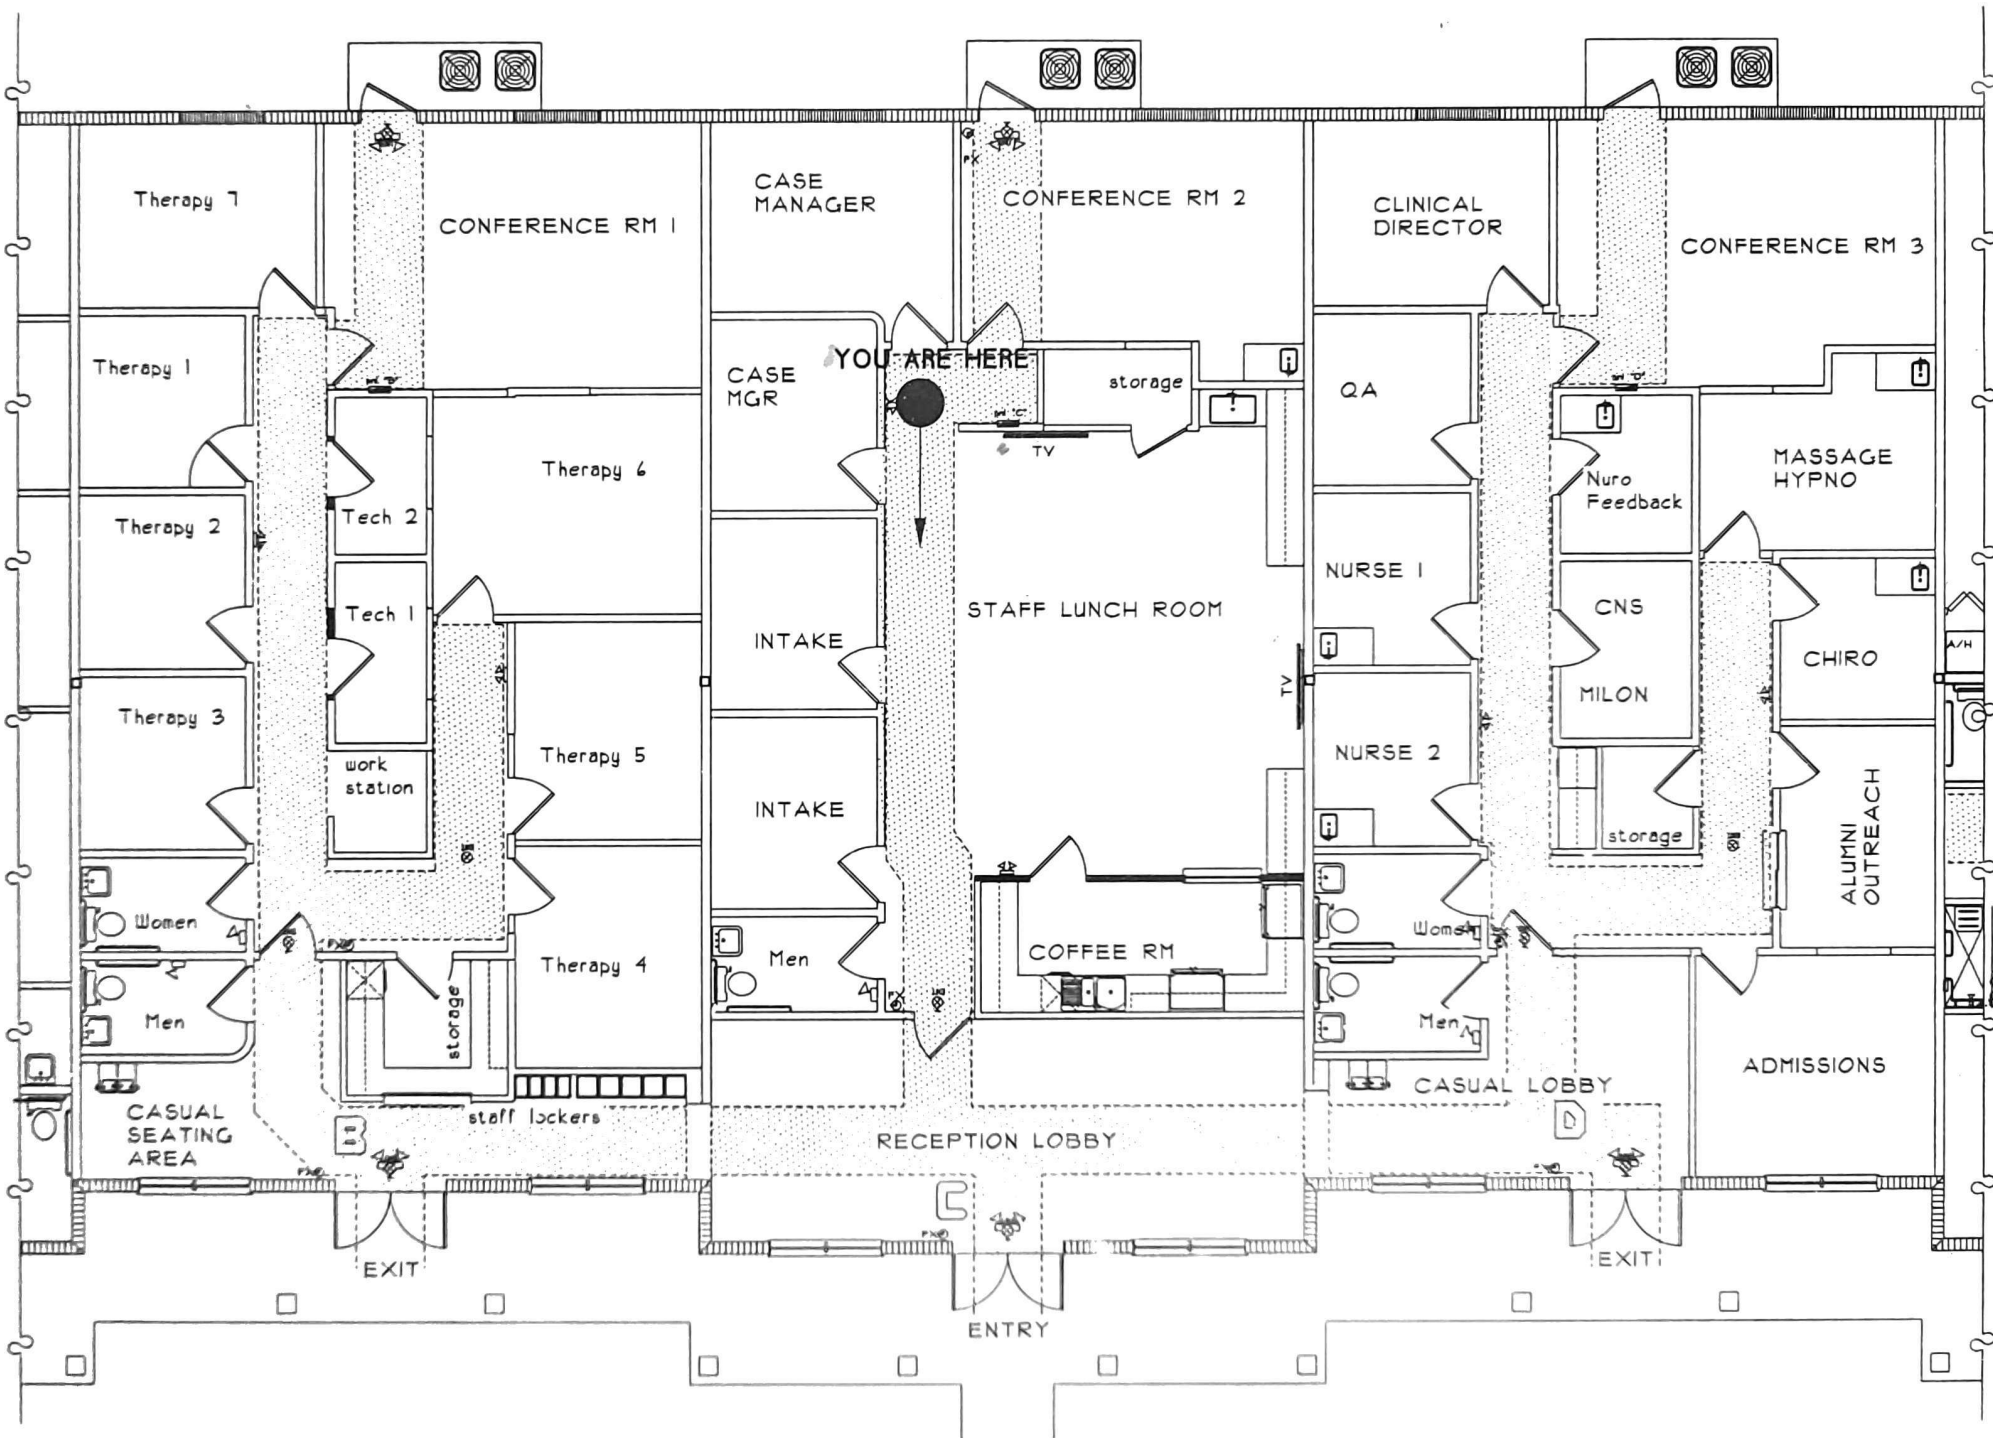 Therapy 7
CONFERENCE RM 1
CASE
MANAGER
FX
CONFERENCE RM 2
CLINICAL
DIRECTOR
CONFERENCE RM 3
Therapy 1
YOU ARE HERE
CASE
MGR
storage
TV
QA
Therapy 2
Tech 2
Therapy 6
Nuro
Feedback
MASSAGE
HYPNO
Tech 1
INTAKE
STAFF LUNCH ROOM
NURSE 1
CNS
MILON
CHIRO
A/H
TV
Therapy 3
work
station
Therapy 5
INTAKE
NURSE 2
storage
ALUMNI
OUTREACH
Women
FX
Men
storage
Therapy 4
Men
COFFEE RM
Women
Men
ADMISSIONS
CASUAL
SEATING
AREA
B
staff lockers
RECEPTION LOBBY
CASUAL LOBBY
D
FX
C
FX
EXIT
ENTRY
EXIT